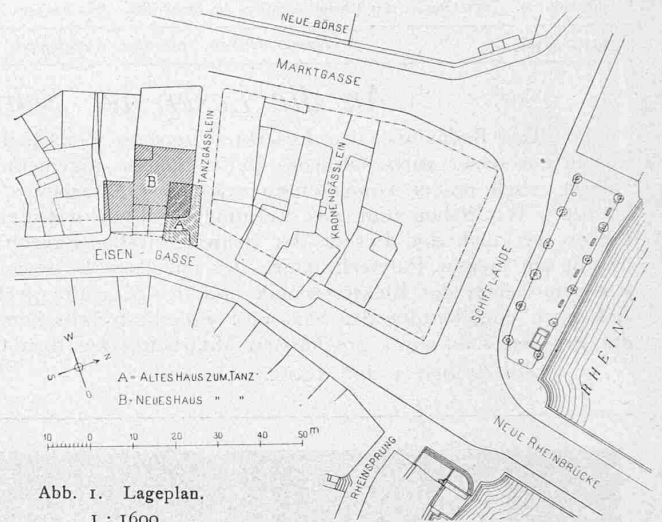 NEUE BÖRSE
MARKTGASSE
TANZGÄSSLEIN
KRONENGÄSSLEIN
B
A
EISEN GASSE
SCHIFFLÄNDE
RHEIN
W
N
S
O
A = ALTES HAUS ZUM TANZ
B = NEUES HAUS " "
10 0 10 20 30 40 50 m
NEUE RHEINBRÜCKE
RHEINSPRUNG
Abb. 1. Lageplan.
1 : 1600